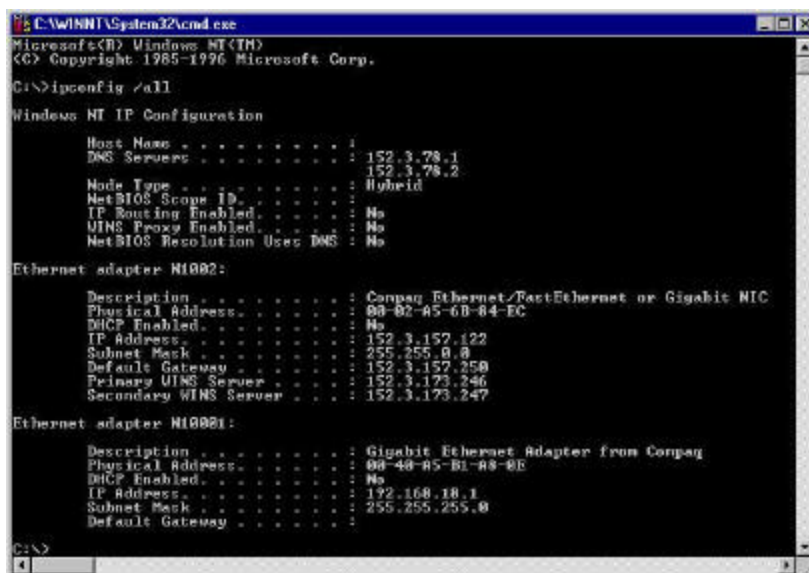 C:\WINNT\System32\cmd.exe
Microsoft(R) Windows NT(TM)
(C) Copyright 1985-1996 Microsoft Corp.
C:\>ipconfig /all
Windows NT IP Configuration
Host Name . . . . . . . . . :
DNS Servers . . . . . . . . : 152.3.78.1
152.3.78.2
Node Type . . . . . . . . . : Hybrid
NetBIOS Scope ID. . . . . . :
IP Routing Enabled. . . . . : No
WINS Proxy Enabled. . . . . : No
NetBIOS Resolution Uses DNS : No
Ethernet adapter N1002:
Description . . . . . . . . : Compaq Ethernet/FastEthernet or Gigabit NIC
Physical Address. . . . . . : 00-02-A5-6B-84-EC
DHCP Enabled. . . . . . . . : No
IP Address. . . . . . . . . : 152.3.157.122
Subnet Mask . . . . . . . . : 255.255.0.0
Default Gateway . . . . . . : 152.3.157.250
Primary WINS Server . . . . : 152.3.173.246
Secondary WINS Server . . . : 152.3.173.247
Ethernet adapter N10001:
Description . . . . . . . . : Gigabit Ethernet Adapter from Compaq
Physical Address. . . . . . : 00-40-A5-B1-A8-0E
DHCP Enabled. . . . . . . . : No
IP Address. . . . . . . . . : 192.168.10.1
Subnet Mask . . . . . . . . : 255.255.255.0
Default Gateway . . . . . . :
C:\>